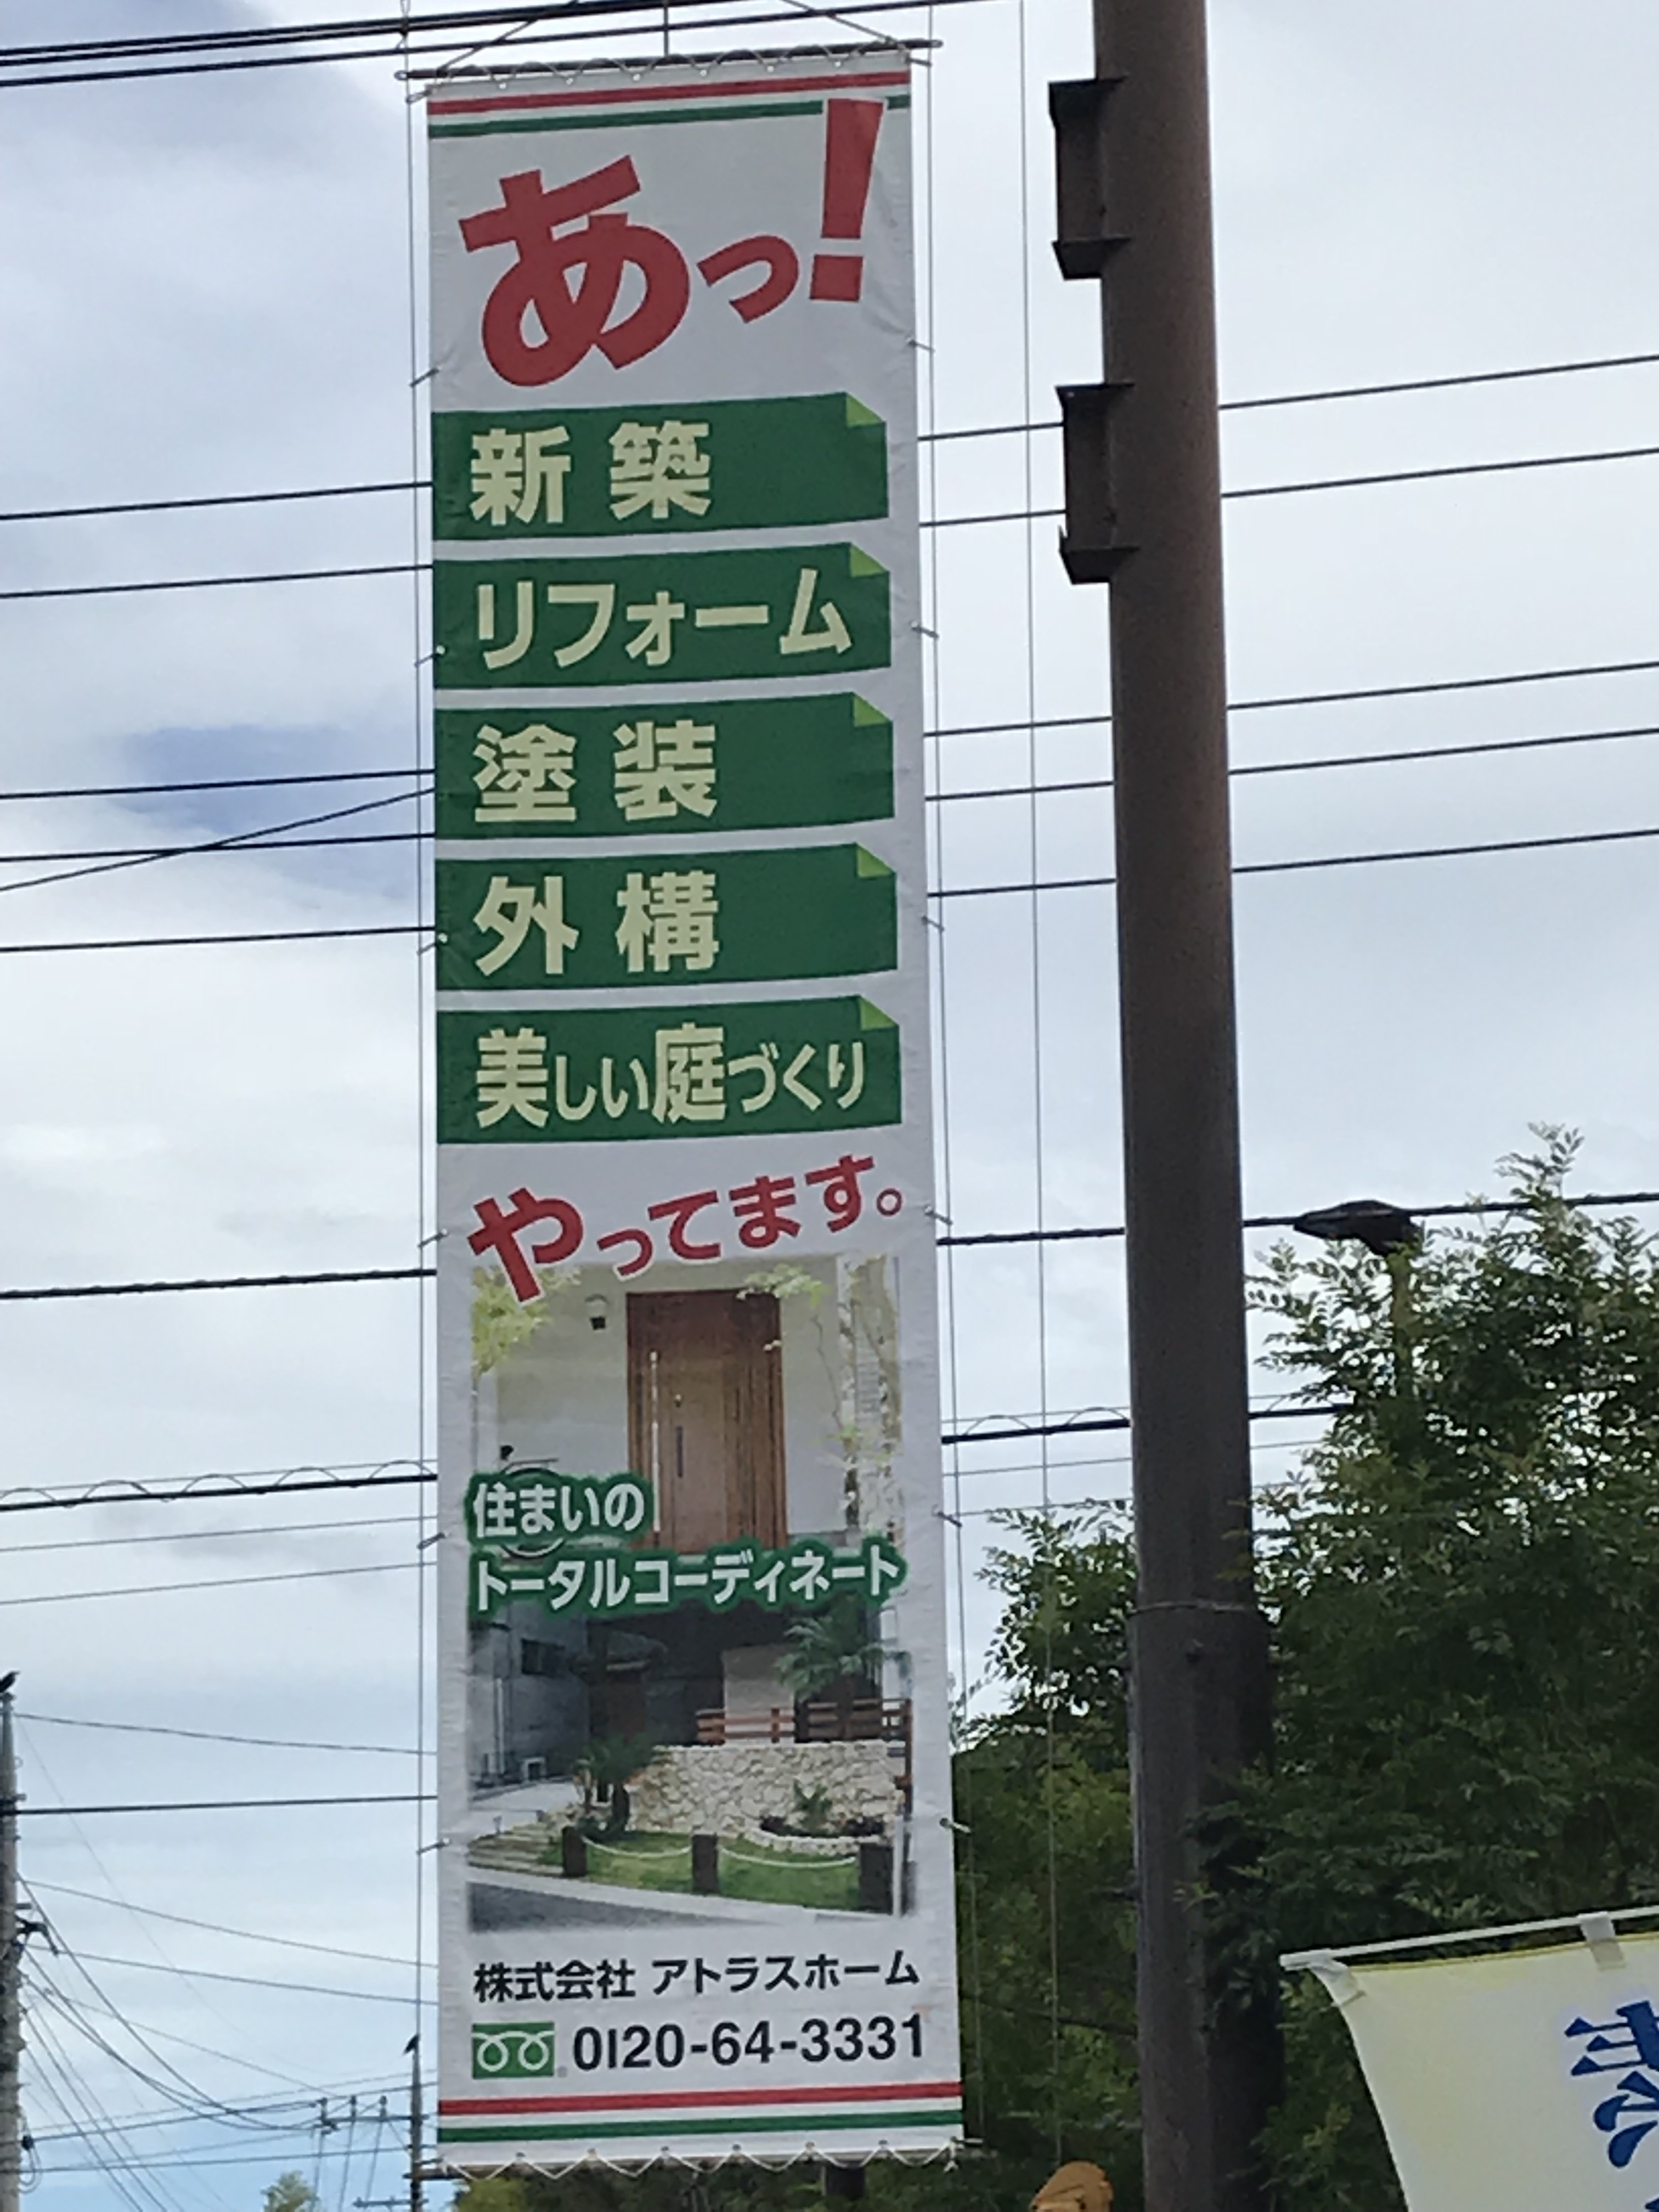 あっ!
新築
リフォーム
塗装
外構
美しい庭づくり
やってます。
住まいの
トータルコーディネート
株式会社 アトラスホーム
0120-64-3331